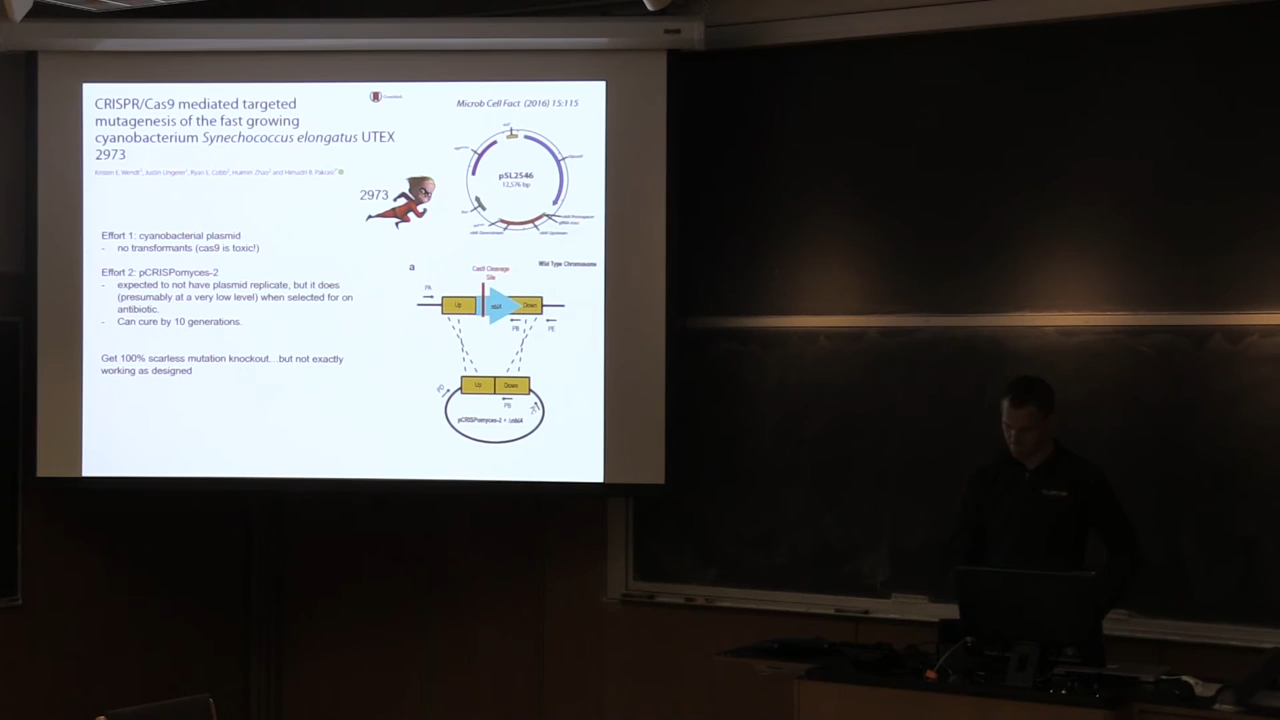 CRISPR/Cas9 mediated targeted
mutagenesis of the fast growing
cyanobacterium Synechococcus elongatus UTEX
2973
Microb Cell Fact (2016) 15:115
2973
pSL2546
12,576 bp
Effort 1: cyanobacterial plasmid
- no transformants (cas9 is toxic!)
Effort 2: pCRISPomyces-2
- expected to not have plasmid replicate, but it does
(presumably at a very low level) when selected for on
antibiotic.
- Can cure by 10 generations.
Get 100% scarless mutation knockout...but not exactly
working as designed
a
Cas9 Cleavage
Site
Wild Type Chromosome
PA
Up
nblA
Down
PB
PE
Up
Down
PD
PB
pCRISPomyces-2 + ΔnblA